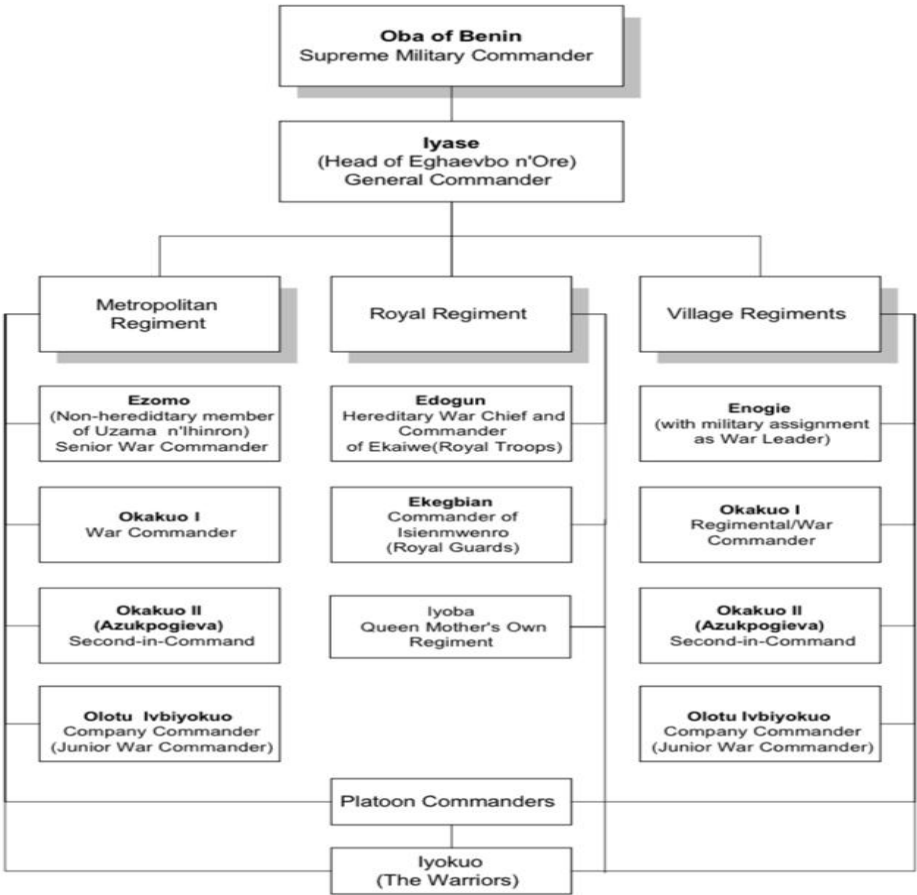 Oba of Benin
Supreme Military Commander
Iyase
(Head of Eghaevbo n'Ore)
General Commander
Metropolitan
Regiment
Royal Regiment
Village Regiments
Ezomo
(Non-heredidtary member
of Uzama n'Ihinron)
Senior War Commander
Edogun
Hereditary War Chief and
Commander
of Ekaiwe(Royal Troops)
Enogie
(with military assignment
as War Leader)
Okakuo I
War Commander
Ekegbian
Commander of
Isienmwenro
(Royal Guards)
Okakuo I
Regimental/War
Commander
Okakuo II
(Azukpogieva)
Second-in-Command
Iyoba
Queen Mother's Own
Regiment
Okakuo II
(Azukpogieva)
Second-in-Command
Olotu Ivbiyokuo
Company Commander
(Junior War Commander)
Olotu Ivbiyokuo
Company Commander
(Junior War Commander)
Platoon Commanders
Iyokuo
(The Warriors)